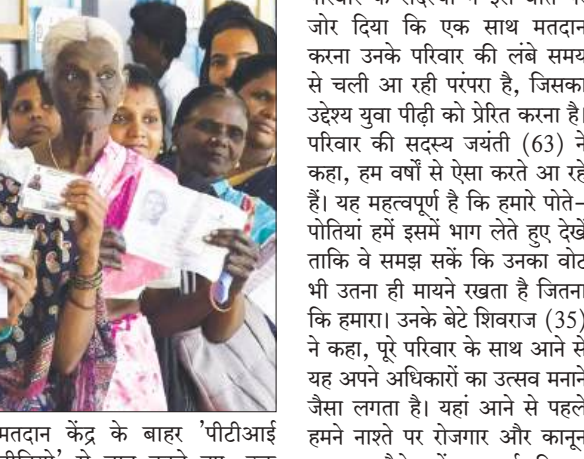 मतदान केंद्र के बाहर 'पीटीआई
जोर दिया कि एक साथ मतदान
करना उनके परिवार की लंबे समय
से चली आ रही परंपरा है, जिसका
उद्देश्य युवा पीढ़ी को प्रेरित करना है।
परिवार की सदस्य जयंती (63) ने
कहा, हम वर्षों से ऐसा करते आ रहे
हैं। यह महत्वपूर्ण है कि हमारे पोते-
पोतियां हमें इसमें भाग लेते हुए देखें
ताकि वे समझ सकें कि उनका वोट
भी उतना ही मायने रखता है जितना
कि हमारा। उनके बेटे शिवराज (35)
ने कहा, पूरे परिवार के साथ आने से
यह अपने अधिकारों का उत्सव मनाने
जैसा लगता है। यहां आने से पहले
हमने नाश्ते पर रोजगार और कानून